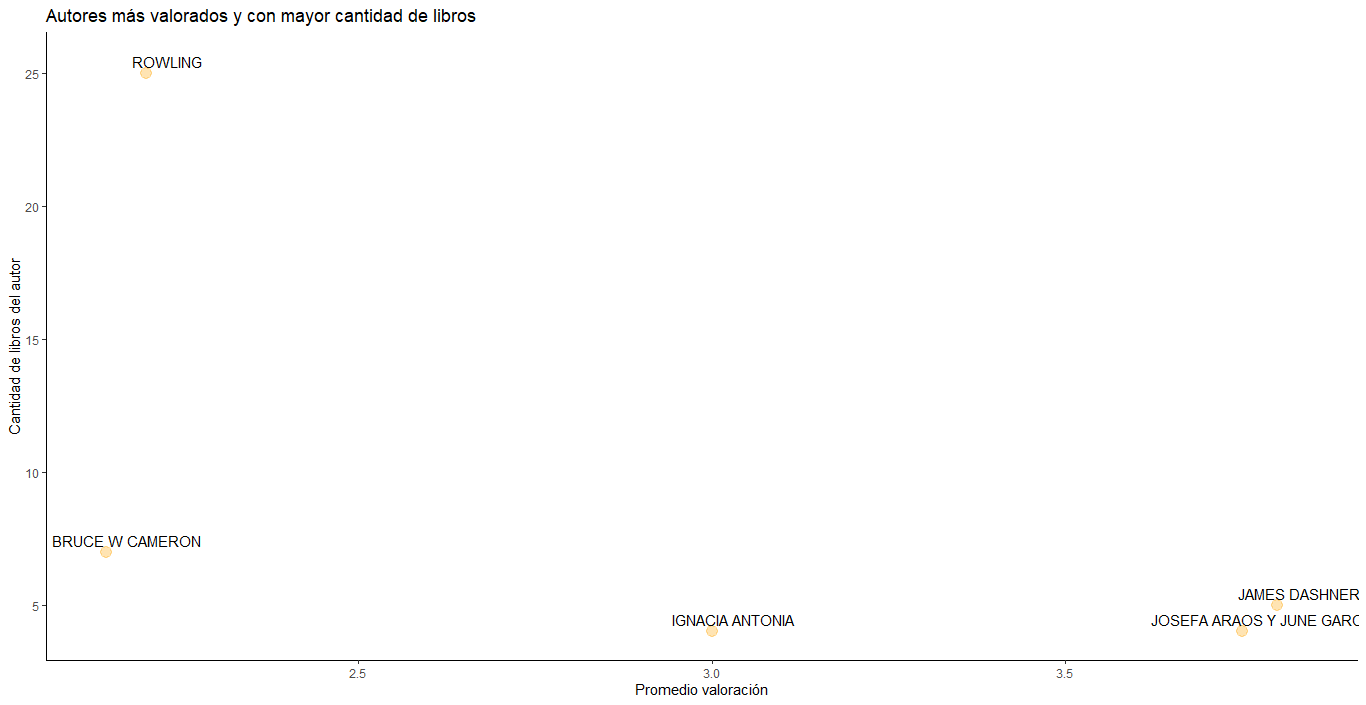 Autores más valorados y con mayor cantidad de libros
ROWLING
25
20
Cantidad de libros del autor
15
10
BRUCE W CAMERON
JAMES DASHNER
5
IGNACIA ANTONIA
JOSEFA ARAOS Y JUNE GARC
2.5
3.0
3.5
Promedio valoración